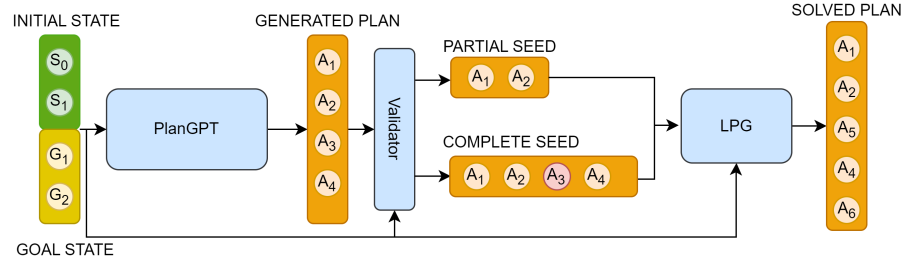 INITIAL STATE
S0
S1
G1
G2
GOAL STATE
PlanGPT
GENERATED PLAN
A1
A2
A3
A4
Validator
PARTIAL SEED
A1 A2
COMPLETE SEED
A1 A2 A3 A4
LPG
SOLVED PLAN
A1
A2
A5
A4
A6